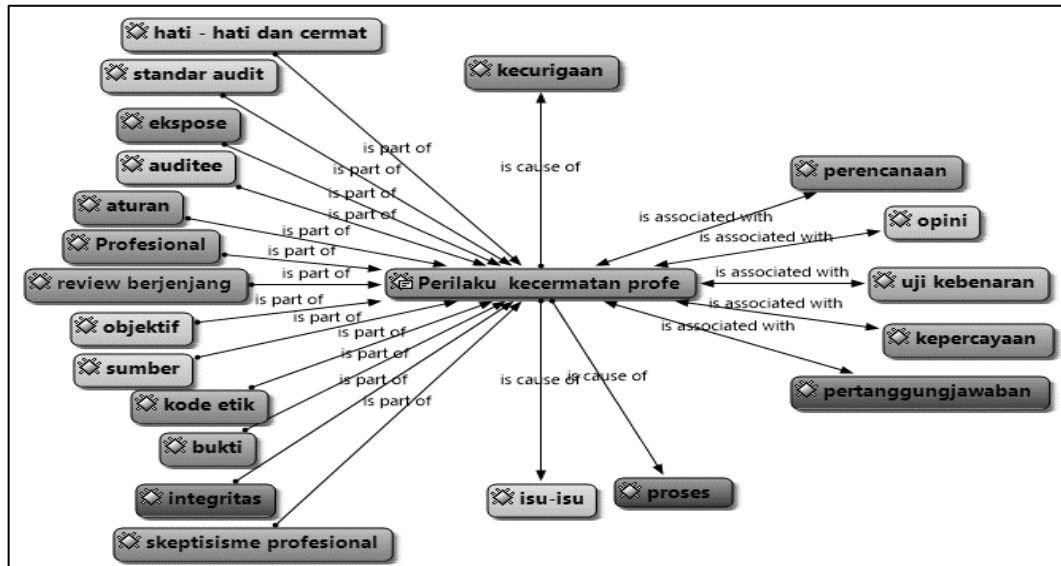 hati - hati dan cermat
standar audit
ekspose
auditee
aturan
Profesional
review berjenjang
objektif
sumber
kode etik
bukti
integritas
skeptisisme profesional
is part of
is part of
is part of
is part of
is part of
is part of
is part of
is part of
is part of
is part of
is part of
is part of
is part of
kecurigaan
is cause of
Perilaku kecermatan profe
is cause of
is cause of
isu-isu
proses
is associated with
is associated with
is associated with
is associated with
is associated with
perencanaan
opini
uji kebenaran
kepercayaan
pertanggungjawaban